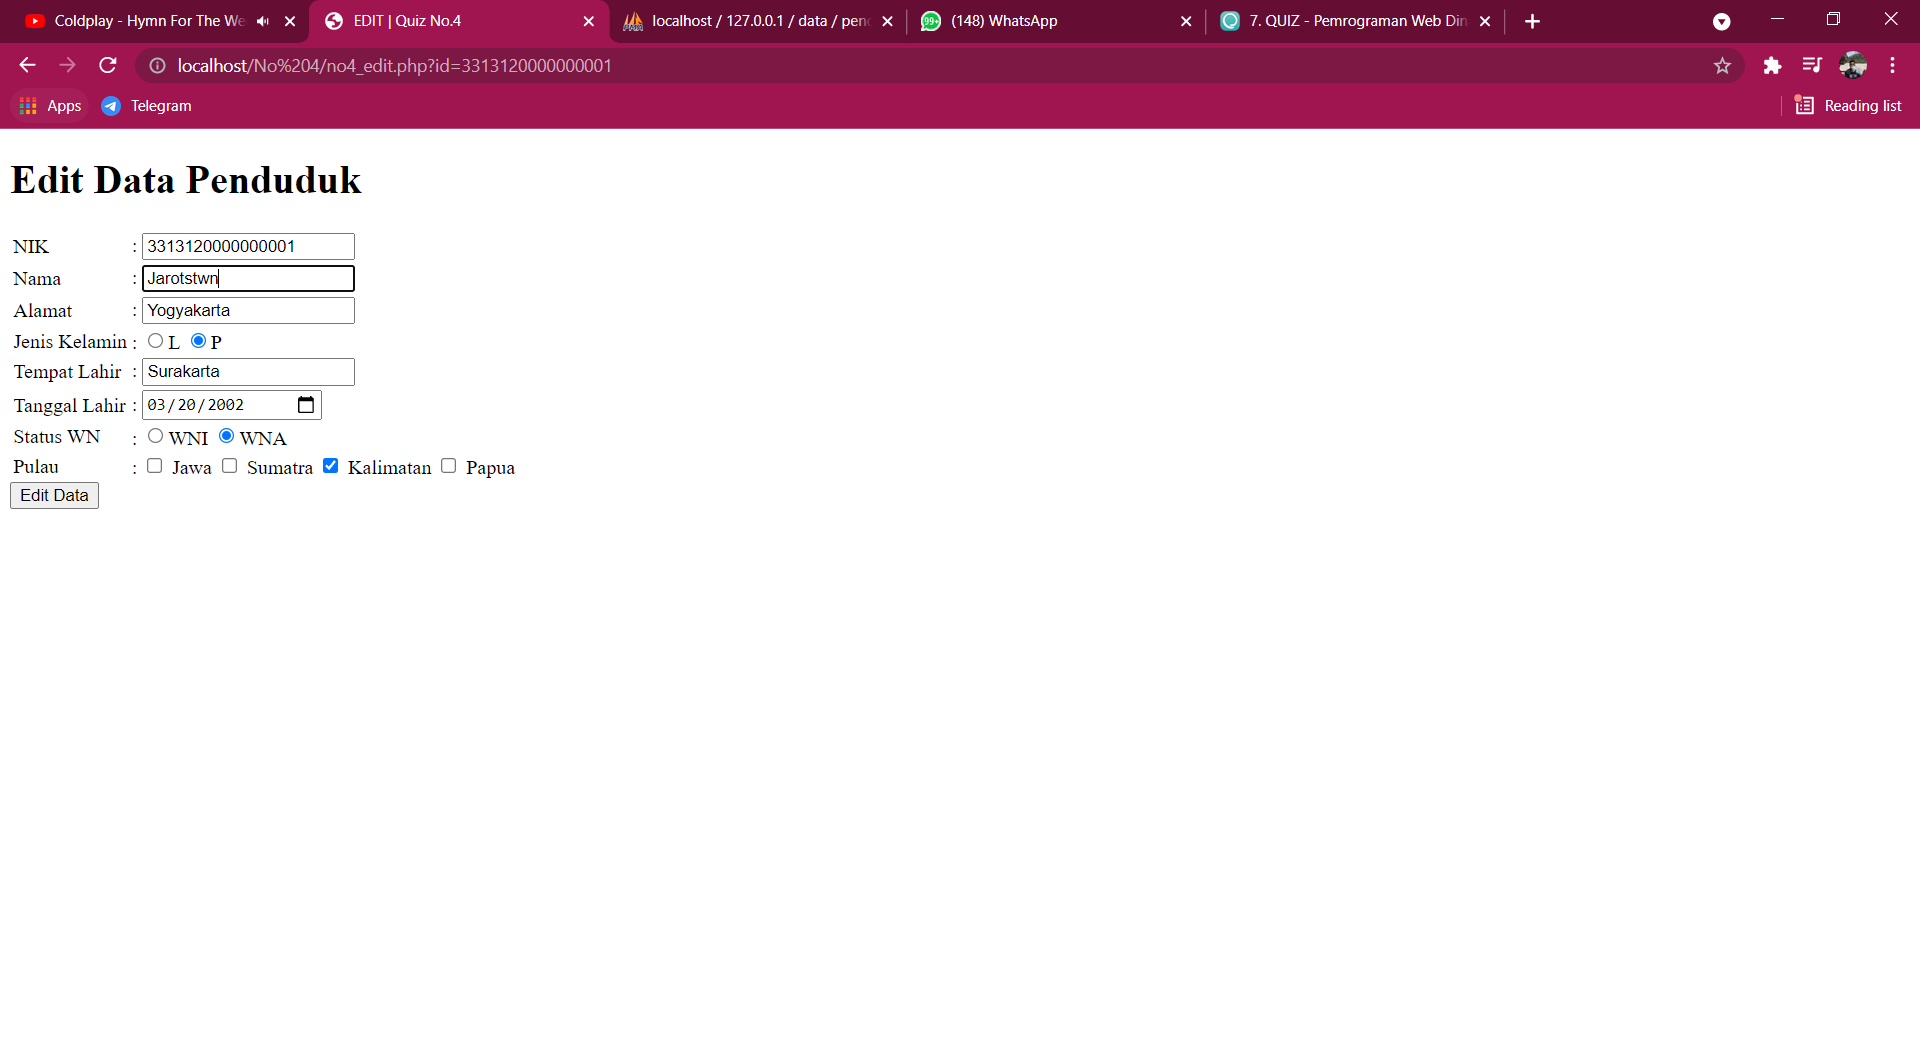 Coldplay - Hymn For The We
EDIT | Quiz No.4
localhost / 127.0.0.1 / data / pend
99+
(148) WhatsApp
7. QUIZ - Pemrograman Web Din
localhost/No%204/no4_edit.php?id=3313120000000001
Apps
Telegram
Reading list
Edit Data Penduduk
NIK : 3313120000000001
Nama : Jarotstwn
Alamat : Yogyakarta
Jenis Kelamin : L P
Tempat Lahir : Surakarta
Tanggal Lahir : 03/20/2002
Status WN : WNI WNA
Pulau : Jawa Sumatra Kalimatan Papua
Edit Data